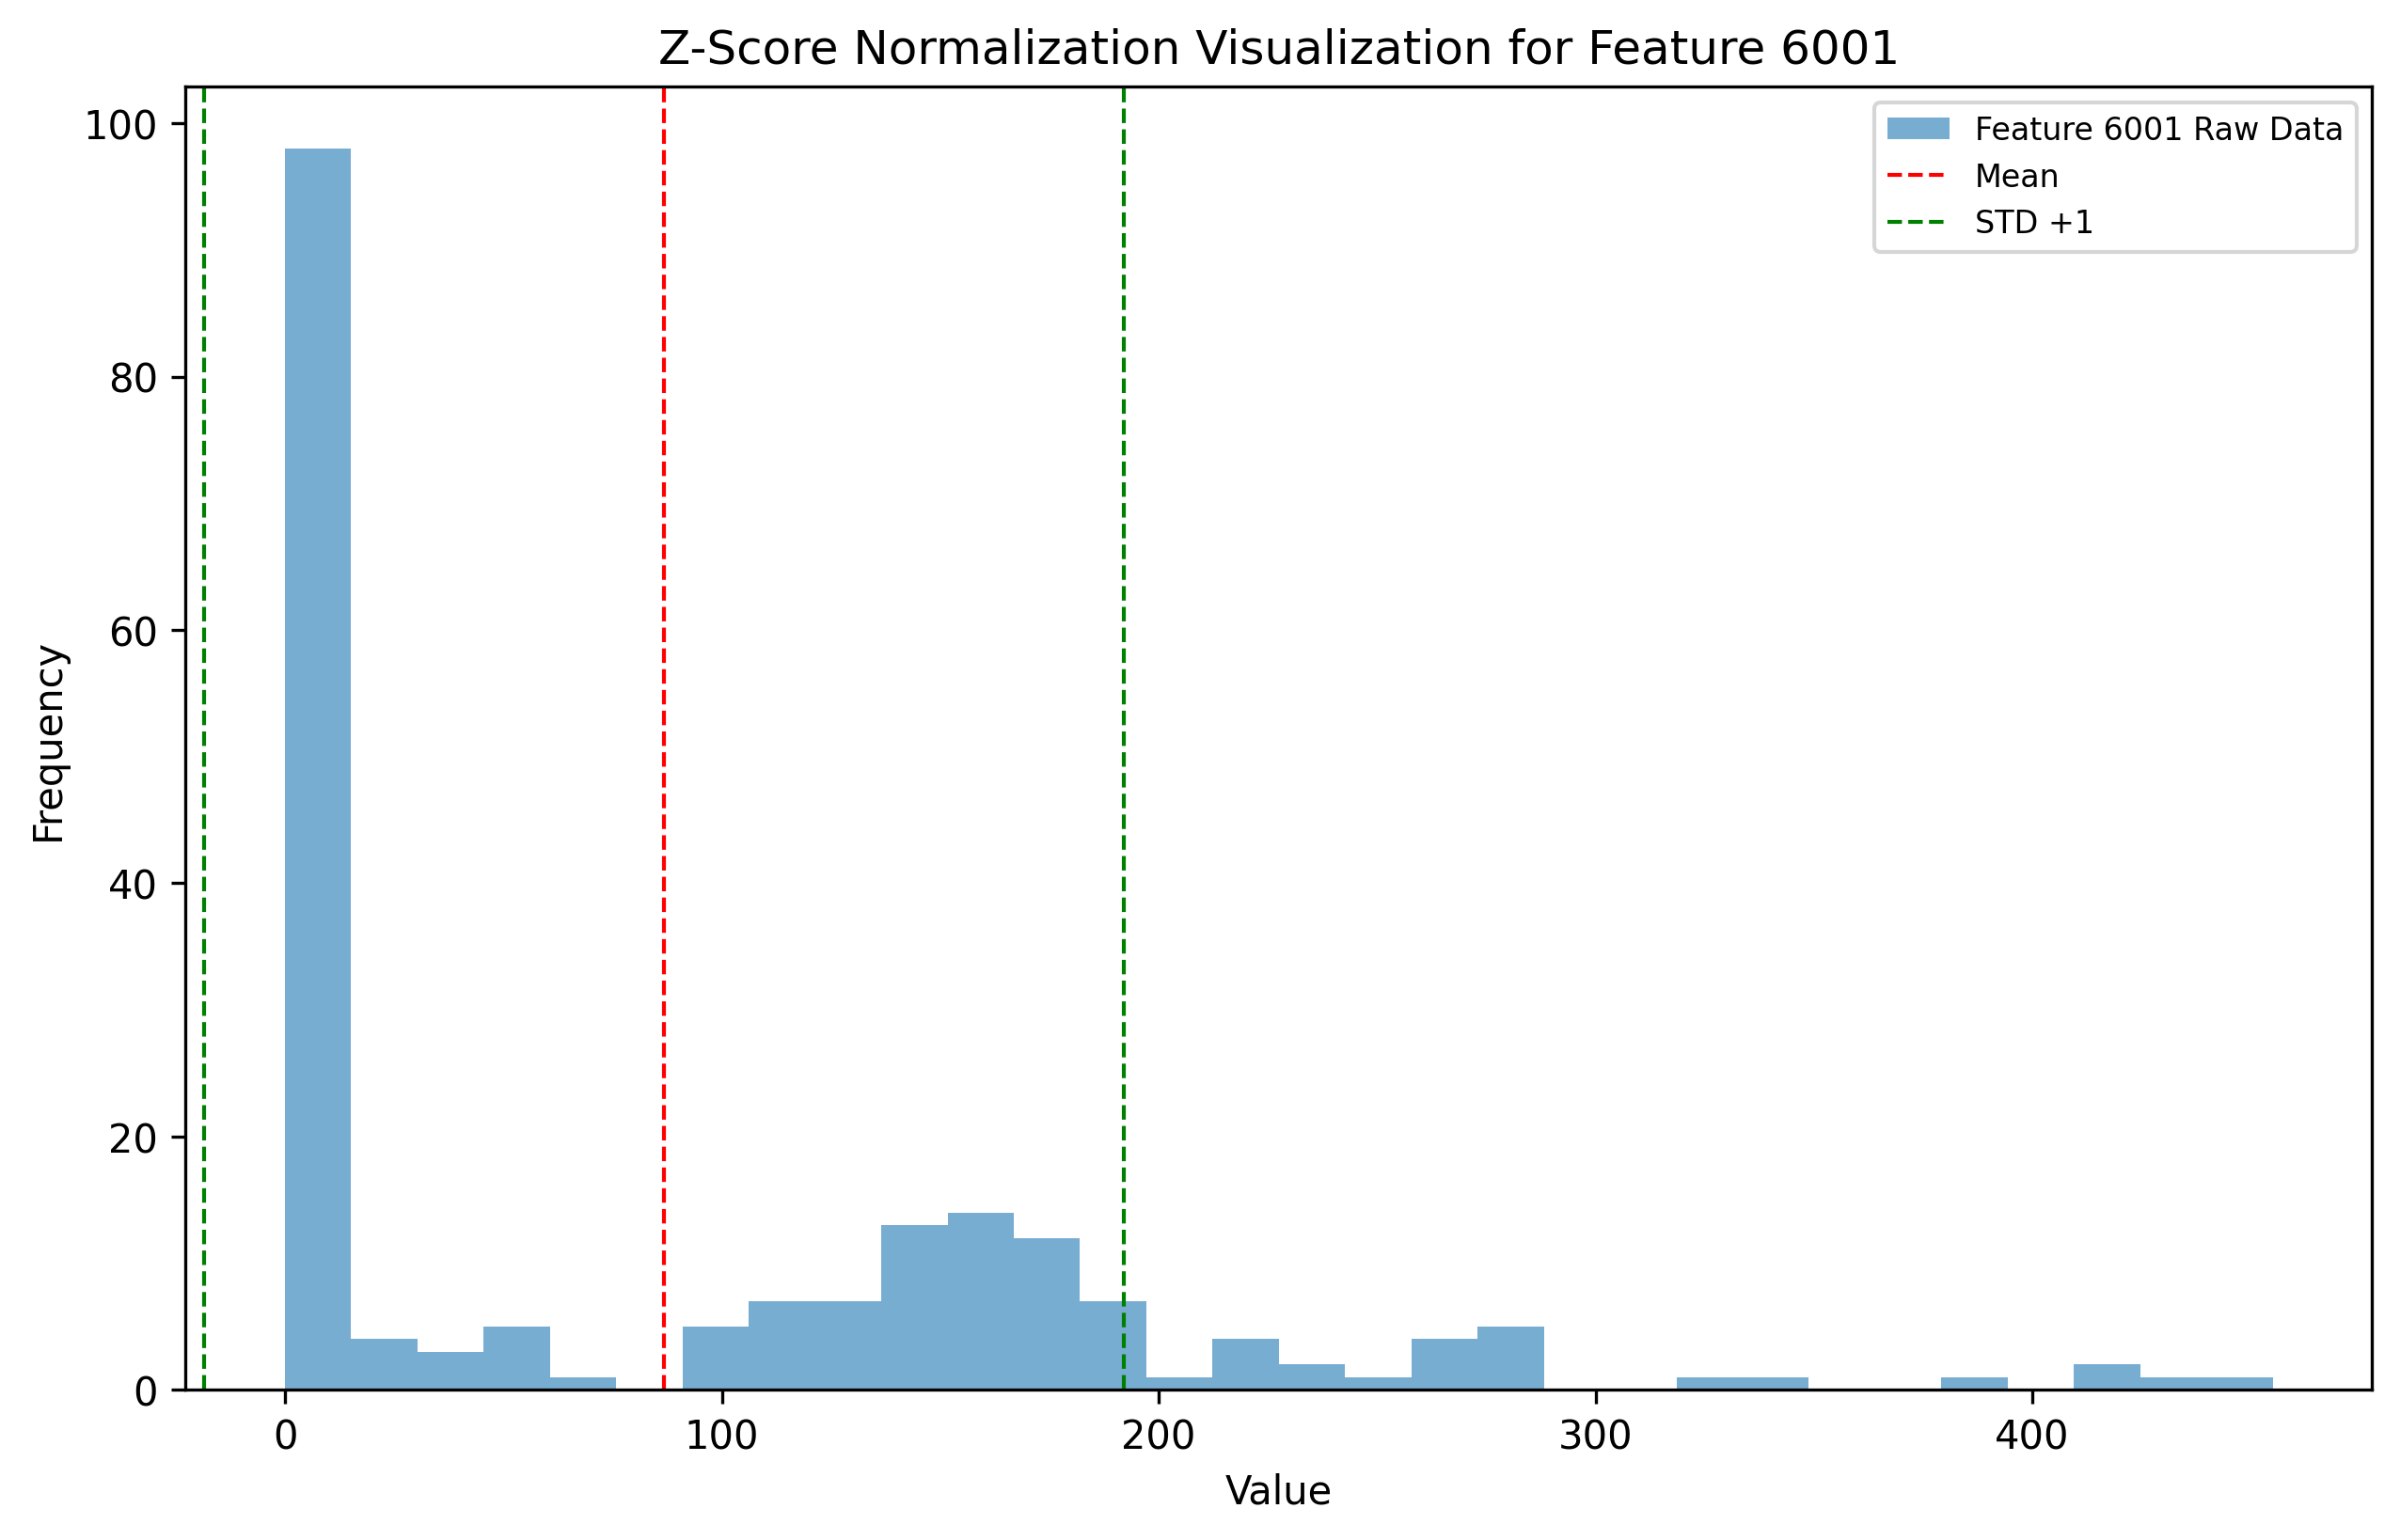 Z-Score Normalization Visualization for Feature 6001
Feature 6001 Raw Data
Mean
STD +1
100
80
60
40
20
0
Frequency
0
100
200
300
400
Value